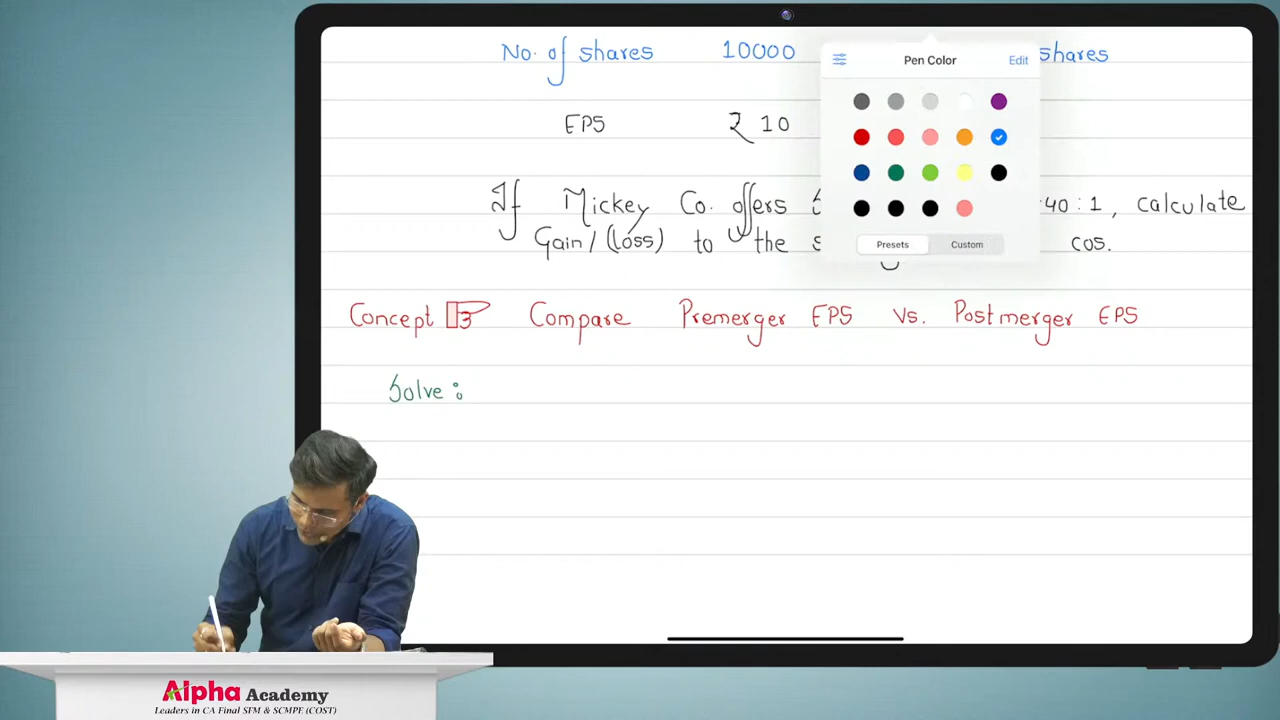 No. of shares 10000 shares
Pen Color
Edit
EPS ₹ 10
If Mickey Co. offers 40:1, calculate
Gain/(Loss) to the cos.
Presets
Custom
Concept Compare Premerger EPS Vs. Postmerger EPS
Solve:
Alpha Academy
Leaders in CA Final SFM & SCMPE (COST)